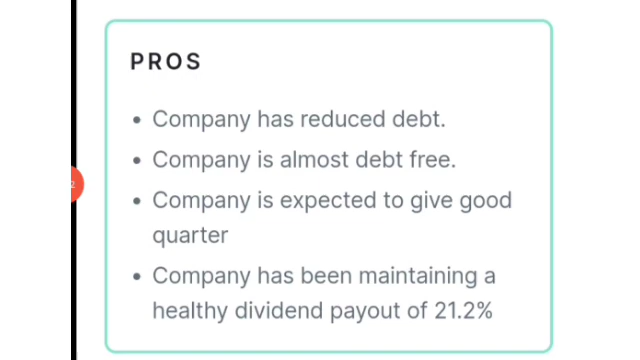 PROS
• Company has reduced debt.
• Company is almost debt free.
• Company is expected to give good
quarter
• Company has been maintaining a
healthy dividend payout of 21.2%
2